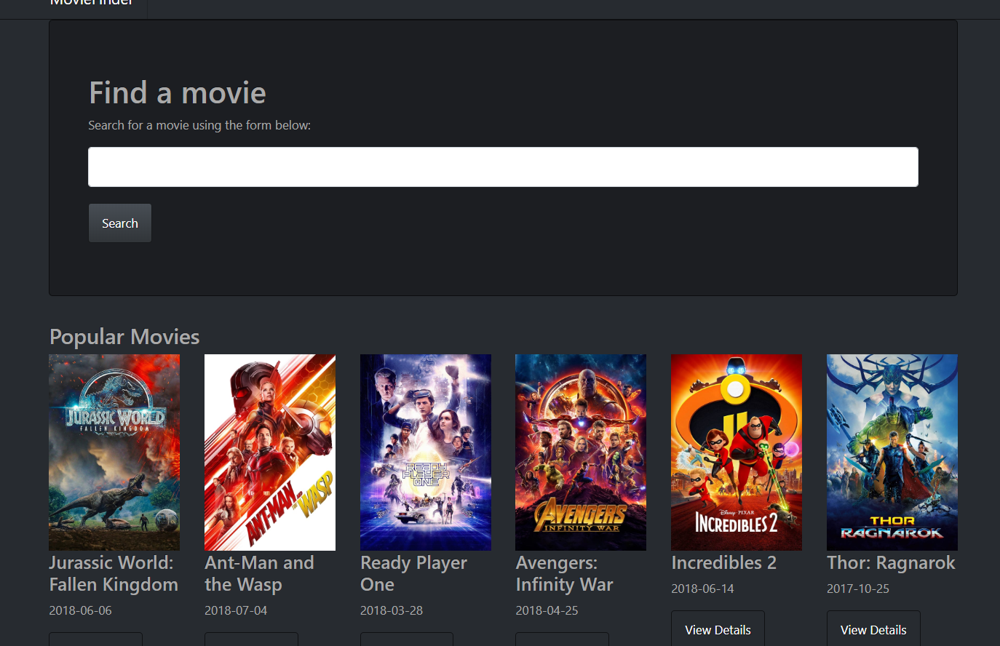 MovieFinder
Find a movie
Search for a movie using the form below:
Search
Popular Movies
JURASSIC WORLD
FALLEN KINGDOM
ANT-MAN
AND THE
WASP
READY
PLAYER
ONE
AVENGERS
INFINITY WAR
Disney · PIXAR
INCREDIBLES 2
THOR
RAGNAROK
Jurassic World:
Fallen Kingdom
2018-06-06
Ant-Man and
the Wasp
2018-07-04
Ready Player
One
2018-03-28
Avengers:
Infinity War
2018-04-25
Incredibles 2
2018-06-14
View Details
Thor: Ragnarok
2017-10-25
View Details